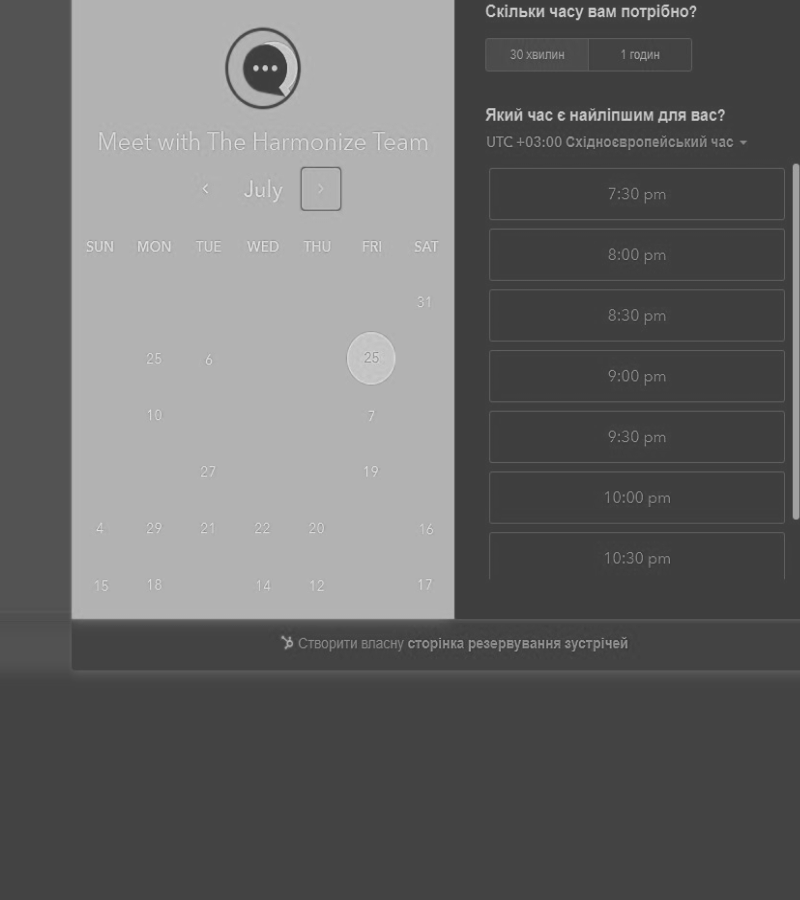 Meet with The Harmonize Team
July
SUN MON TUE WED THU FRI SAT
31
25 6 25
10 7
27 19
4 29 21 22 20 16
15 18 14 12 17
Скільки часу вам потрібно?
30 хвилин 1 годин
Який час є найліпшим для вас?
UTC +03:00 Східноєвропейський час
7:30 pm
8:00 pm
8:30 pm
9:00 pm
9:30 pm
10:00 pm
10:30 pm
Створити власну сторінка резервування зустрічей